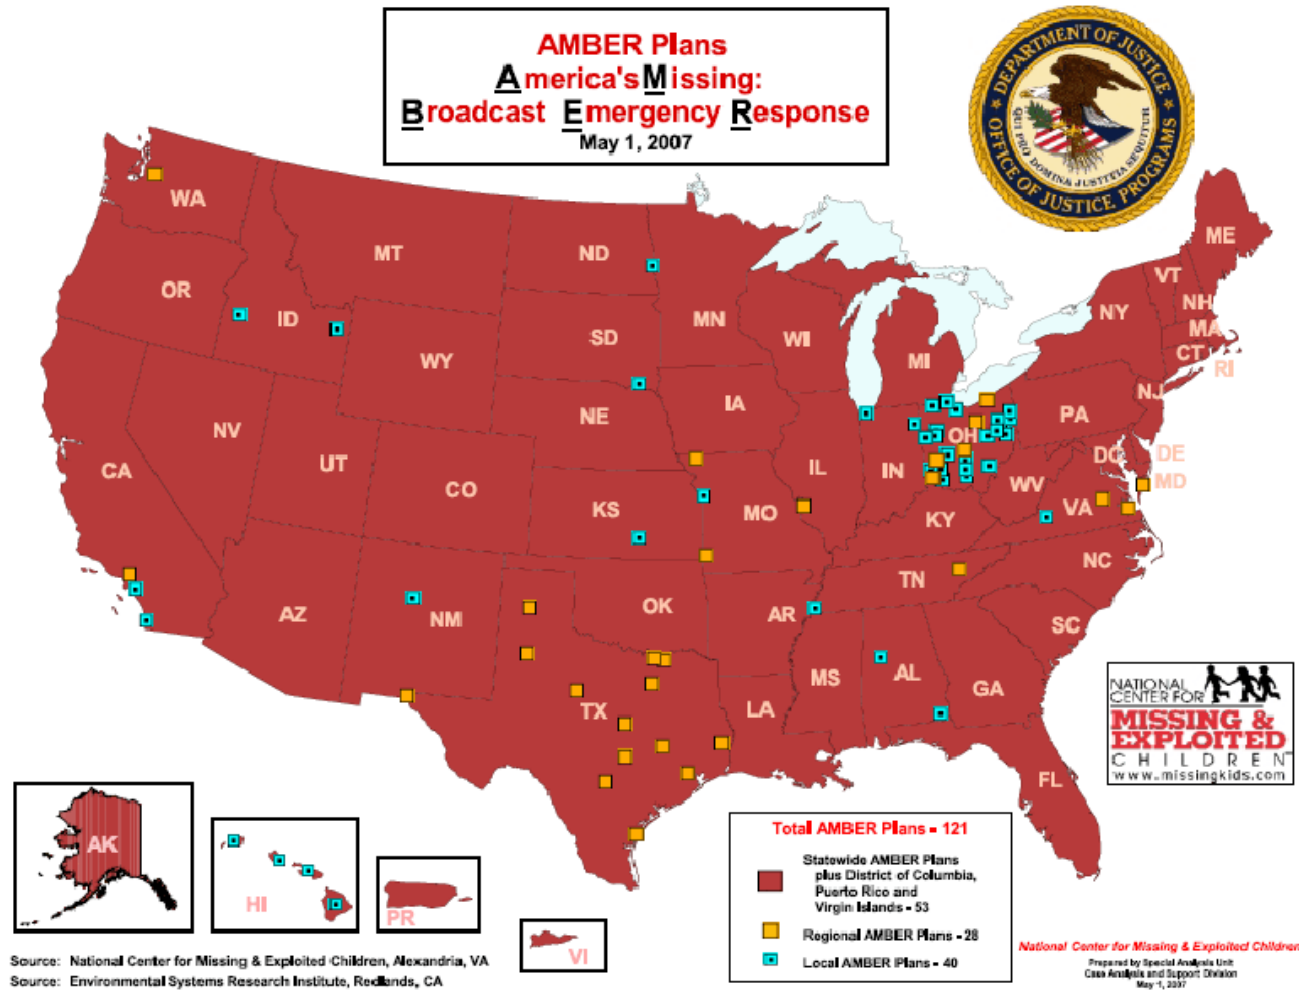 AMBER Plans
America's Missing:
Broadcast Emergency Response
May 1, 2007
DEPARTMENT OF JUSTICE
OFFICE OF JUSTICE PROGRAMS
QUI PRO DOMINA JUSTITIA SEQUITUR
WA
MT
ND
MN
WI
MI
ME
VT
NH
NY
MA
CT
RI
OR
ID
WY
SD
IA
NE
NV
UT
CO
CA
KS
MO
IL
IN
OH
PA
NJ
DC
DE
MD
WV
VA
KY
NC
TN
SC
AZ
NM
OK
AR
TX
LA
MS
AL
GA
FL
AK
HI
PR
VI
NATIONAL
CENTER FOR
MISSING &
EXPLOITED
CHILDREN
www.missingkids.com
Total AMBER Plans - 121
Statewide AMBER Plans
plus District of Columbia,
Puerto Rico and
Virgin Islands - 53
Regional AMBER Plans - 28
Local AMBER Plans - 40
Source: National Center for Missing & Exploited Children, Alexandria, VA
Source: Environmental Systems Research Institute, Redlands, CA
National Center for Missing & Exploited Children
Prepared by Special Analysis Unit
Case Analysis and Support Division
May 1, 2007